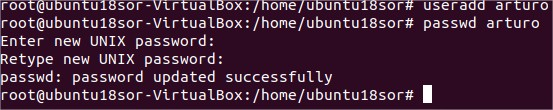 root@ubuntu18sor-VirtualBox:/home/ubuntu18sor# useradd arturo
root@ubuntu18sor-VirtualBox:/home/ubuntu18sor# passwd arturo
Enter new UNIX password:
Retype new UNIX password:
passwd: password updated successfully
root@ubuntu18sor-VirtualBox:/home/ubuntu18sor#